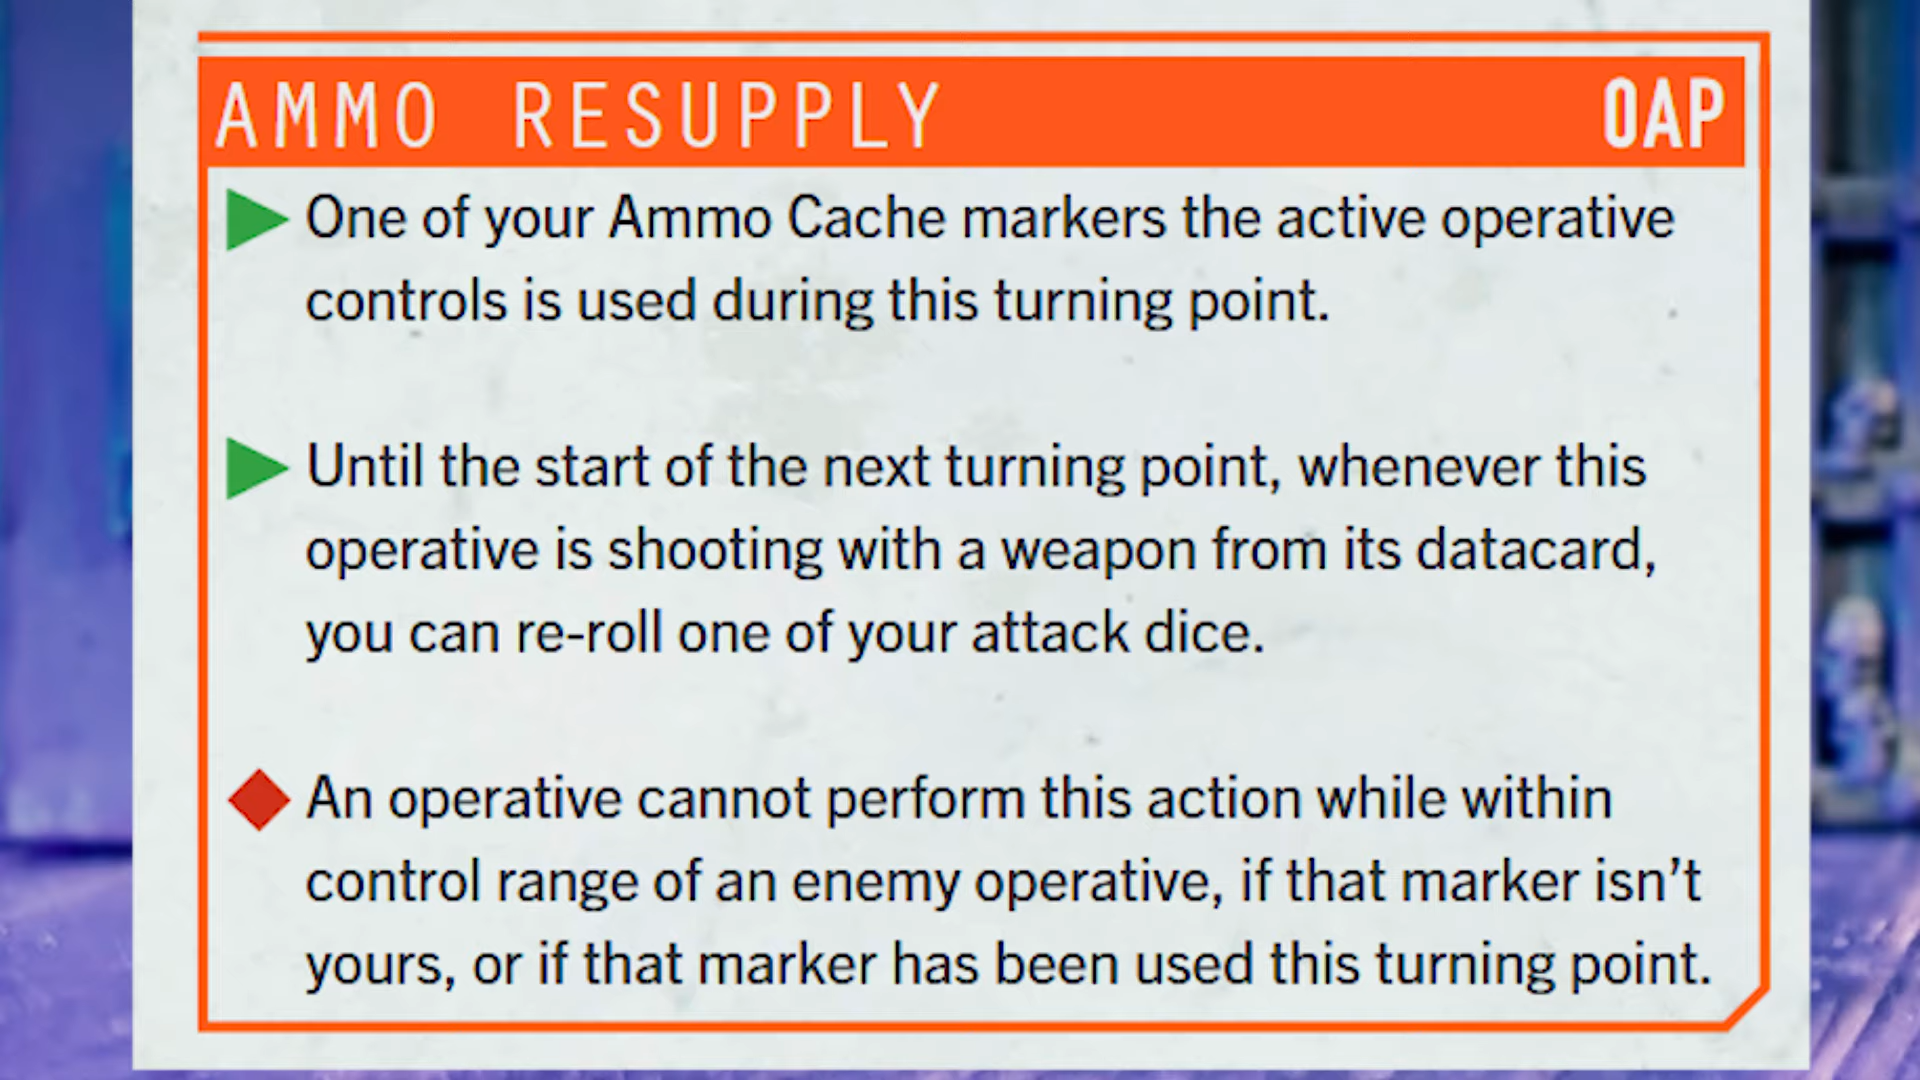 AMMO RESUPPLY 0AP
One of your Ammo Cache markers the active operative
controls is used during this turning point.
Until the start of the next turning point, whenever this
operative is shooting with a weapon from its datacard,
you can re-roll one of your attack dice.
An operative cannot perform this action while within
control range of an enemy operative, if that marker isn’t
yours, or if that marker has been used this turning point.